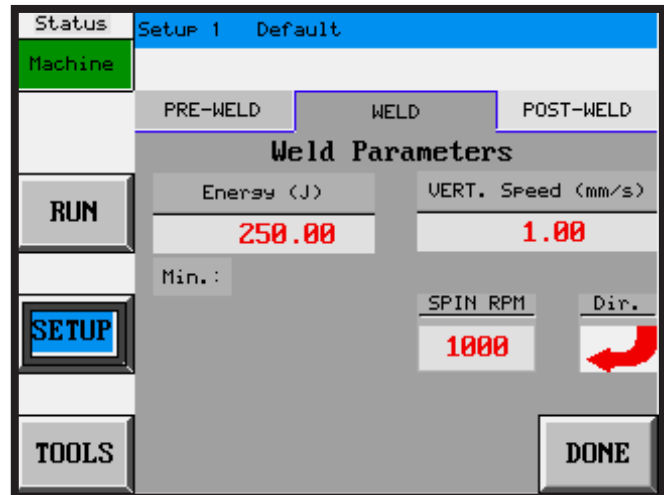 Status
Setup 1 Default
Machine
PRE-WELD WELD POST-WELD
Weld Parameters
Energy (J) VERT. Speed (mm/s)
RUN
250.00 1.00
Min.:
SPIN RPM Dir.
SETUP
1000
TOOLS DONE